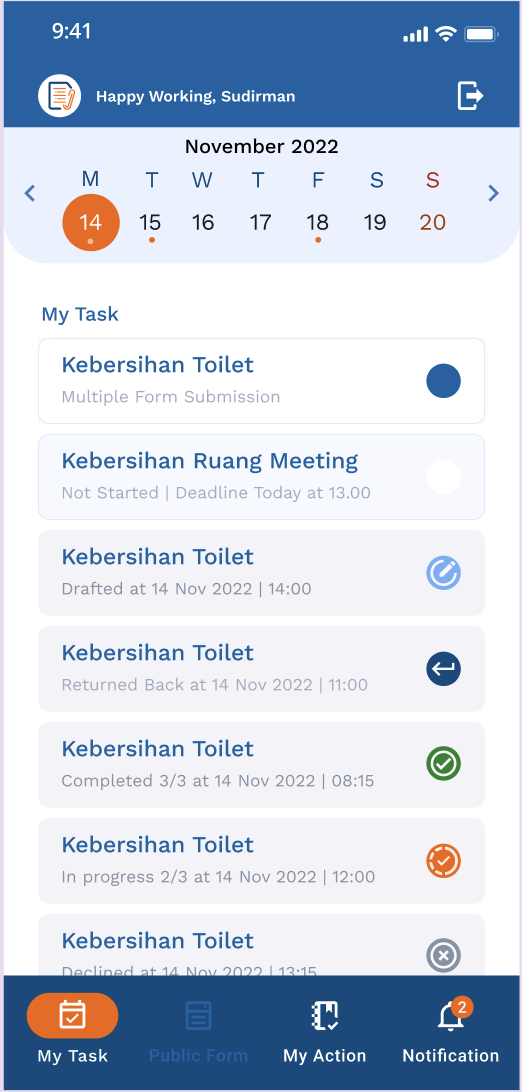 9:41
Happy Working, Sudirman
November 2022
M T W T F S S
14 15 16 17 18 19 20
My Task
Kebersihan Toilet
Multiple Form Submission
Kebersihan Ruang Meeting
Not Started | Deadline Today at 13.00
Kebersihan Toilet
Drafted at 14 Nov 2022 | 14:00
Kebersihan Toilet
Returned Back at 14 Nov 2022 | 11:00
Kebersihan Toilet
Completed 3/3 at 14 Nov 2022 | 08:15
Kebersihan Toilet
In progress 2/3 at 14 Nov 2022 | 12:00
Kebersihan Toilet
Declined at 14 Nov 2022 | 13:15
2
My Task Public Form My Action Notification